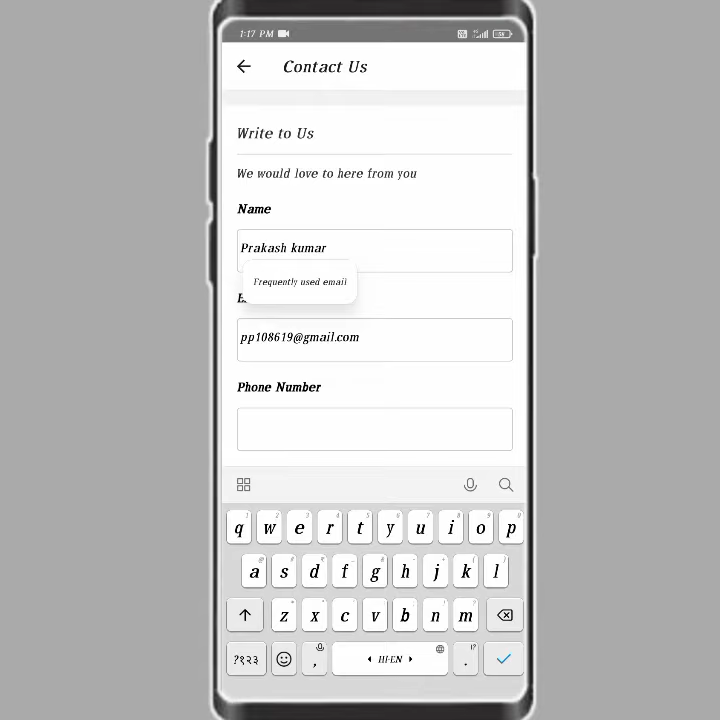 1:17 PM
Contact Us
Write to Us
We would love to here from you
Name
Prakash kumar
Frequently used email
pp108619@gmail.com
Phone Number
q w e r t y u i o p
a s d f g h j k l
z x c v b n m
?१२३ , HI-EN .